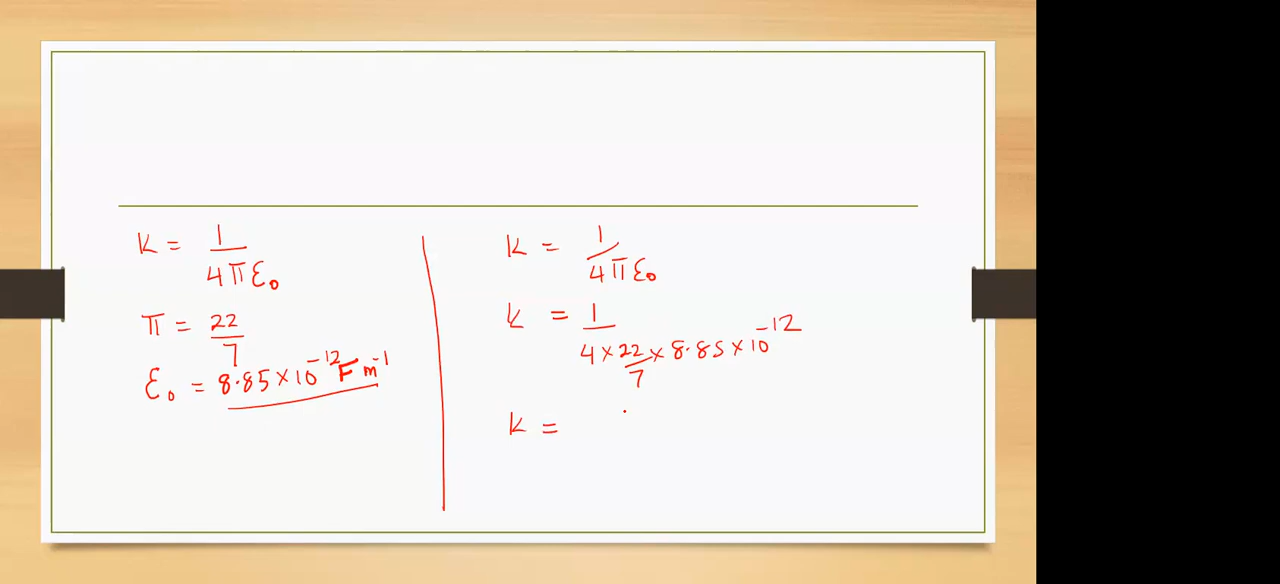 K = 1/4πε₀
π = 22/7
ε₀ = 8.85×10⁻¹² F m⁻¹
K = 1/4πε₀
K = 1/4×22/7×8.85×10⁻¹²
K =